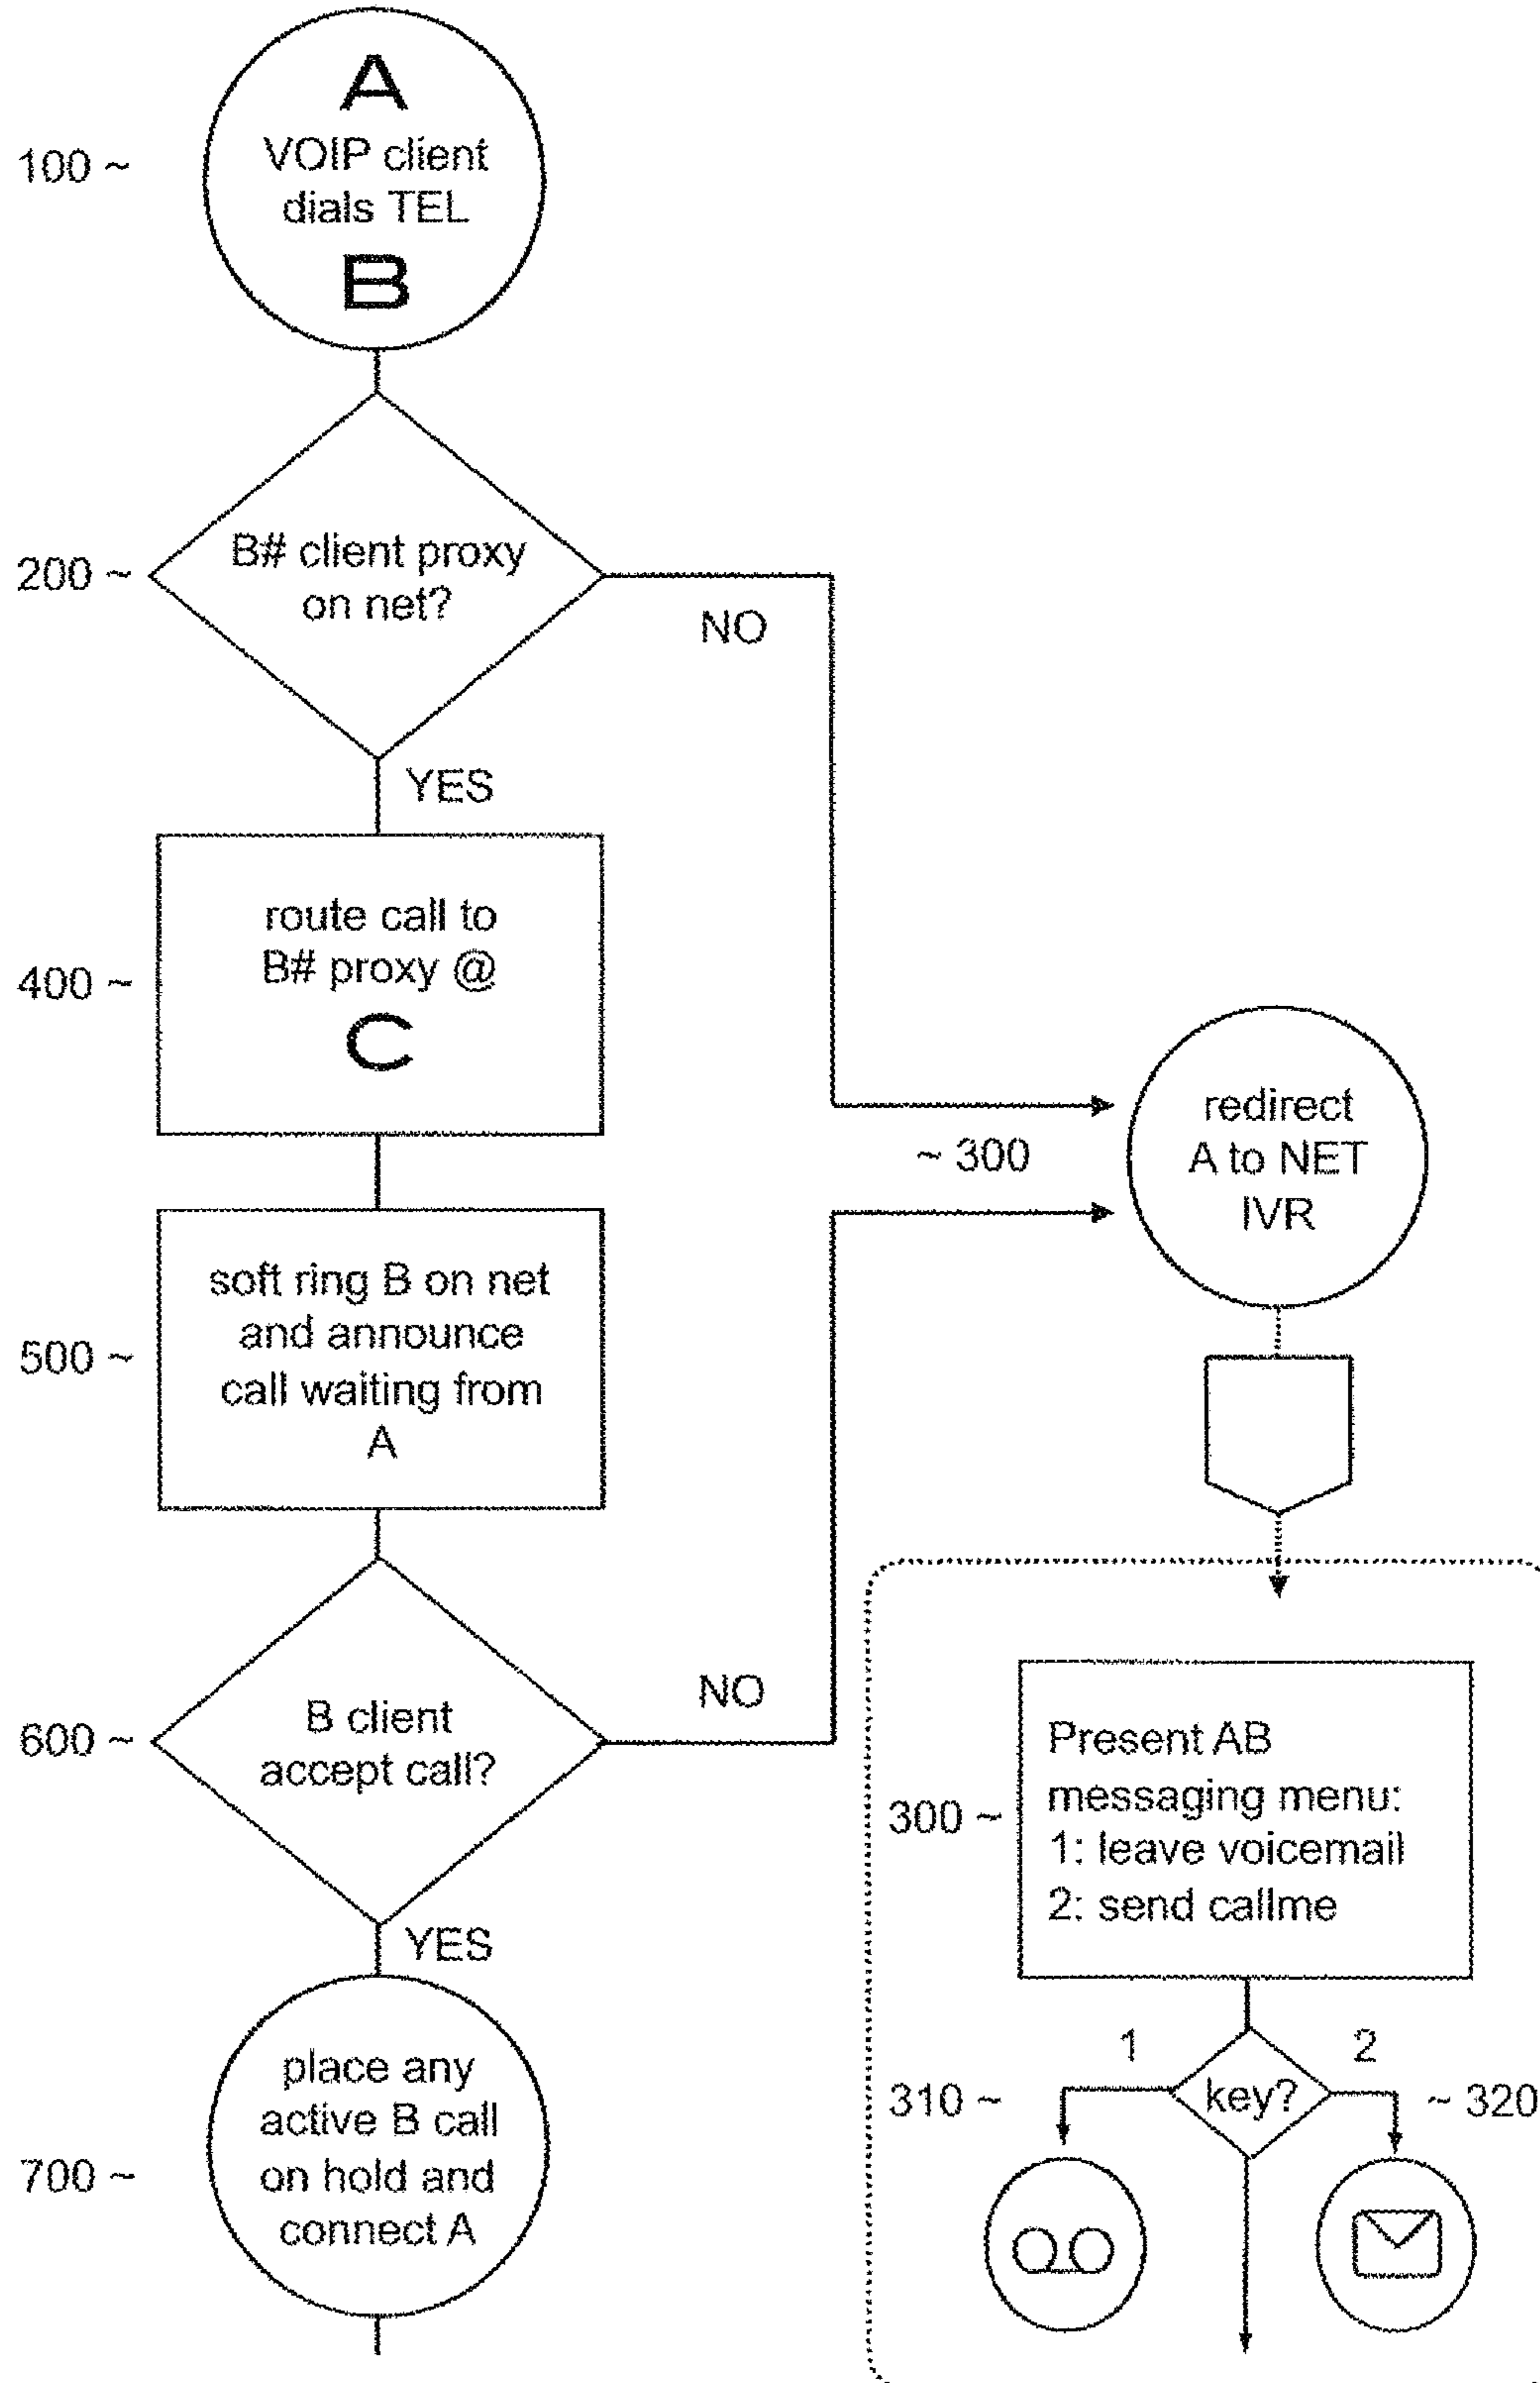 100 ~
A
VOIP client
dials TEL
B
200 ~
B# client proxy
on net?
NO
YES
400 ~
route call to
B# proxy @
C
~ 300
redirect
A to NET
IVR
500 ~
soft ring B on net
and announce
call waiting from
A
600 ~
B client
accept call?
NO
YES
700 ~
place any
active B call
on hold and
connect A
300 ~
Present AB
messaging menu:
1: leave voicemail
2: send callme
1
2
310 ~
key?
~ 320